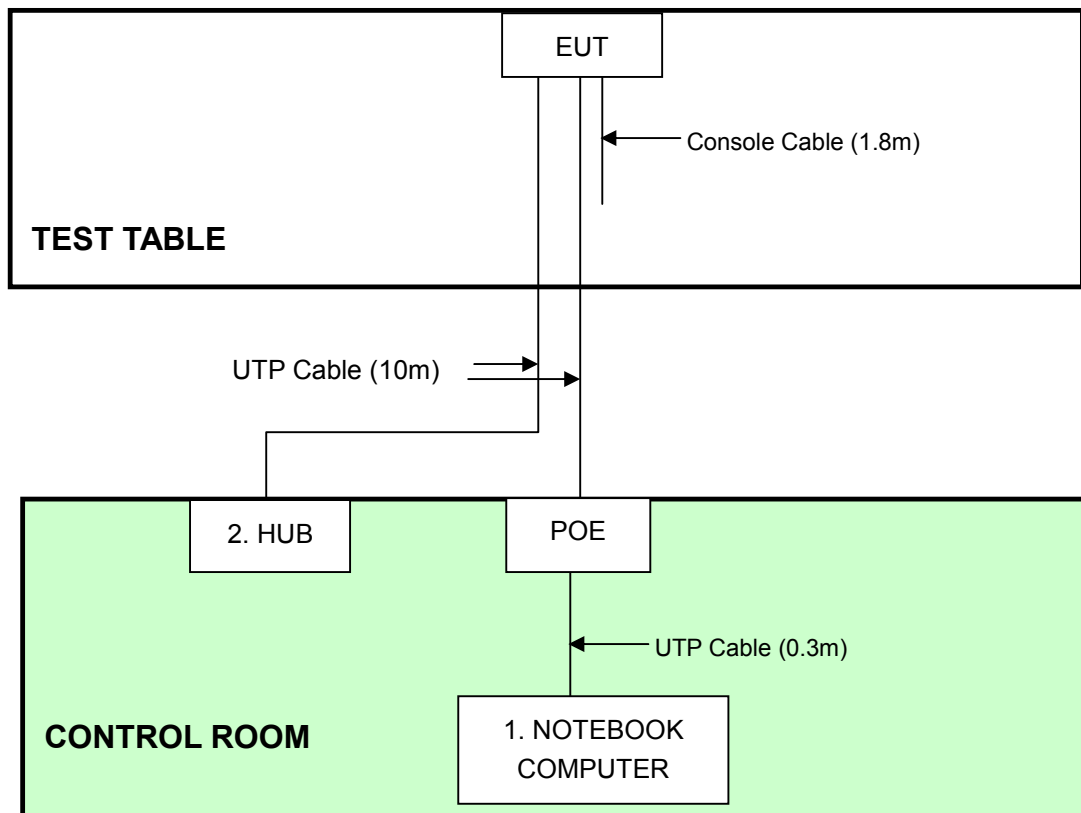 EUT
Console Cable (1.8m)
TEST TABLE
UTP Cable (10m)
2. HUB
POE
UTP Cable (0.3m)
CONTROL ROOM
1. NOTEBOOK
COMPUTER